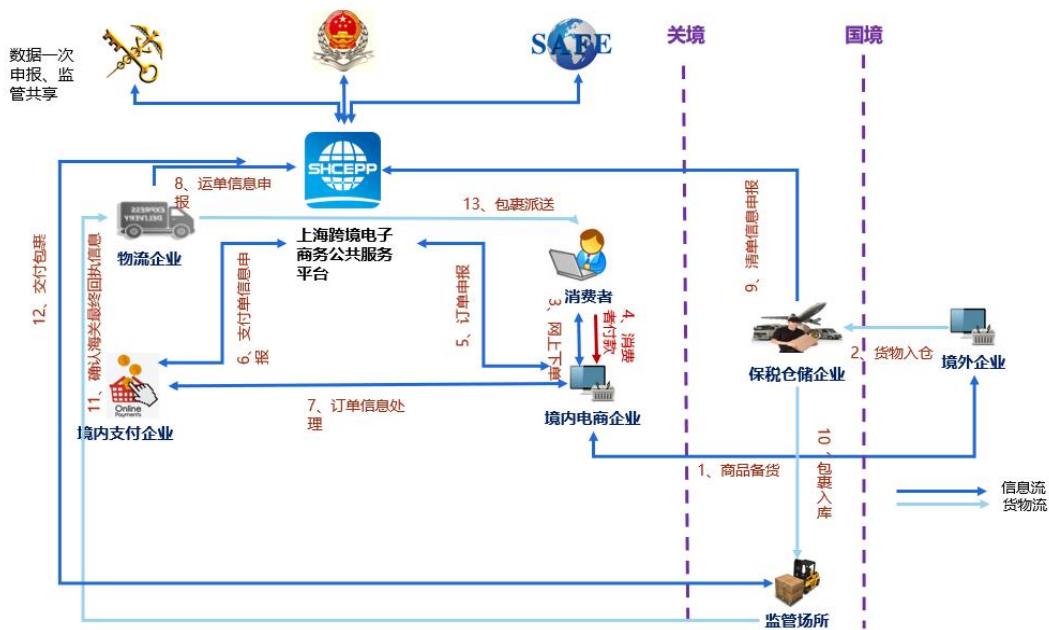 数据一次
申报、监
管共享
SAFE
关境
国境
SHCEPP
8、运单信息申
报
EXPRESS
DELIVERY
物流企业
13、包裹派送
上海跨境电子
商务公共服务
平台
消费者
9、清单信息申报
12、交付包裹
11、确认海关最终回执信息
6、支付单信息申
报
5、订单申报
3、网上下单
4、消费
者付款
保税仓储企业
2、货物入仓
境外企业
Online
Payments
境内支付企业
7、订单信息处
理
境内电商企业
1、商品备货
10、包裹入库
信息流
货物流
监管场所